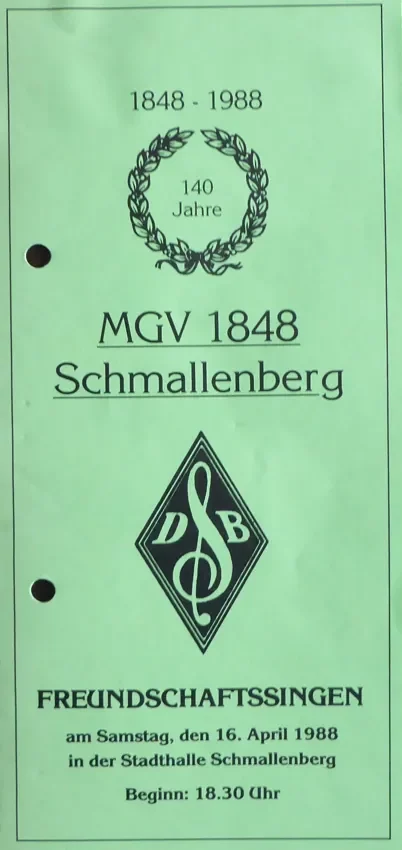 1848 - 1988
140
Jahre
MGV 1848
Schmallenberg
D S B
FREUNDSCHAFTSSINGEN
am Samstag, den 16. April 1988
in der Stadthalle Schmallenberg
Beginn: 18.30 Uhr